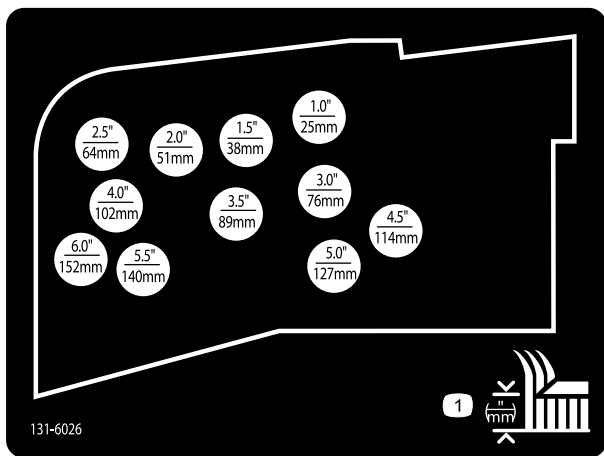 2.5"
64mm
2.0"
51mm
1.5"
38mm
1.0"
25mm
4.0"
102mm
3.5"
89mm
3.0"
76mm
4.5"
114mm
6.0"
152mm
5.5"
140mm
5.0"
127mm
1
"
(mm)
131-6026